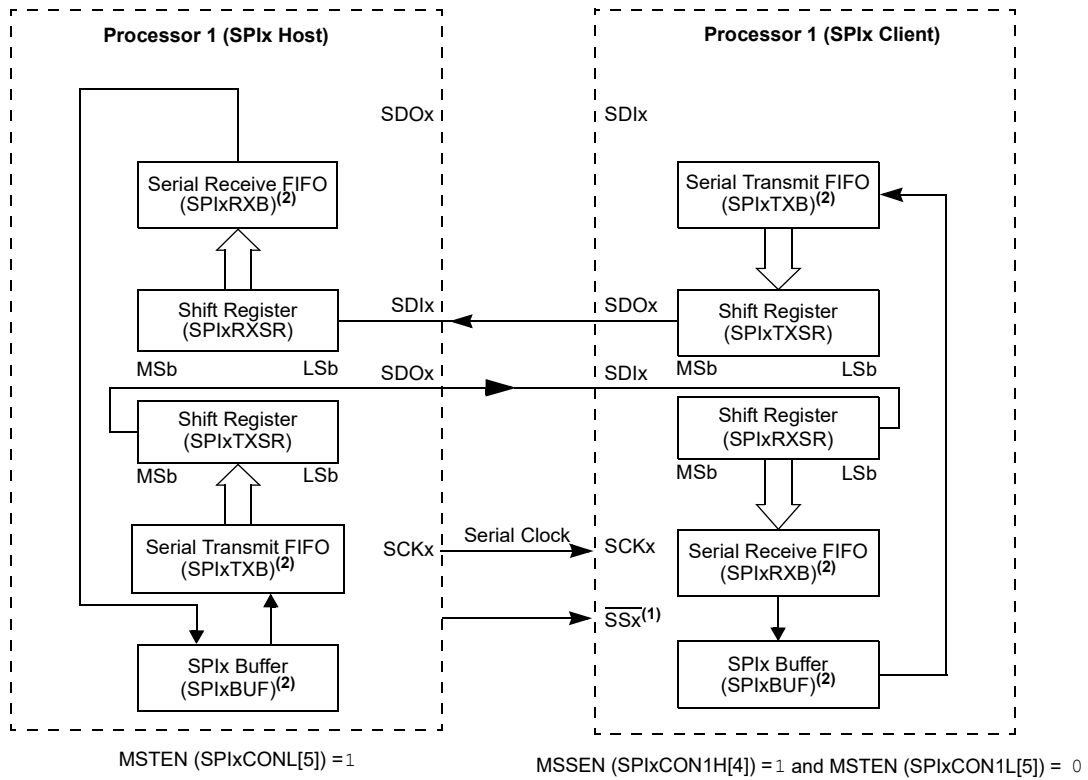 Processor 1 (SPIx Host)
SDOx
Serial Receive FIFO
(SPIxRXB)(2)
Shift Register
(SPIxRXSR)
SDIx
MSb LSb
SDOx
Shift Register
(SPIxTXSR)
MSb LSb
Serial Transmit FIFO
(SPIxTXB)(2)
SCKx
Serial Clock
SPIx Buffer
(SPIxBUF)(2)
MSTEN (SPIxCONL[5]) = 1
Processor 1 (SPIx Client)
SDIx
Serial Transmit FIFO
(SPIxTXB)(2)
SDOx
Shift Register
(SPIxTXSR)
MSb LSb
SDIx
Shift Register
(SPIxRXSR)
MSb LSb
SCKx
Serial Receive FIFO
(SPIxRXB)(2)
SSx(1)
SPIx Buffer
(SPIxBUF)(2)
MSSEN (SPIxCON1H[4]) = 1 and MSTEN (SPIxCON1L[5]) = 0